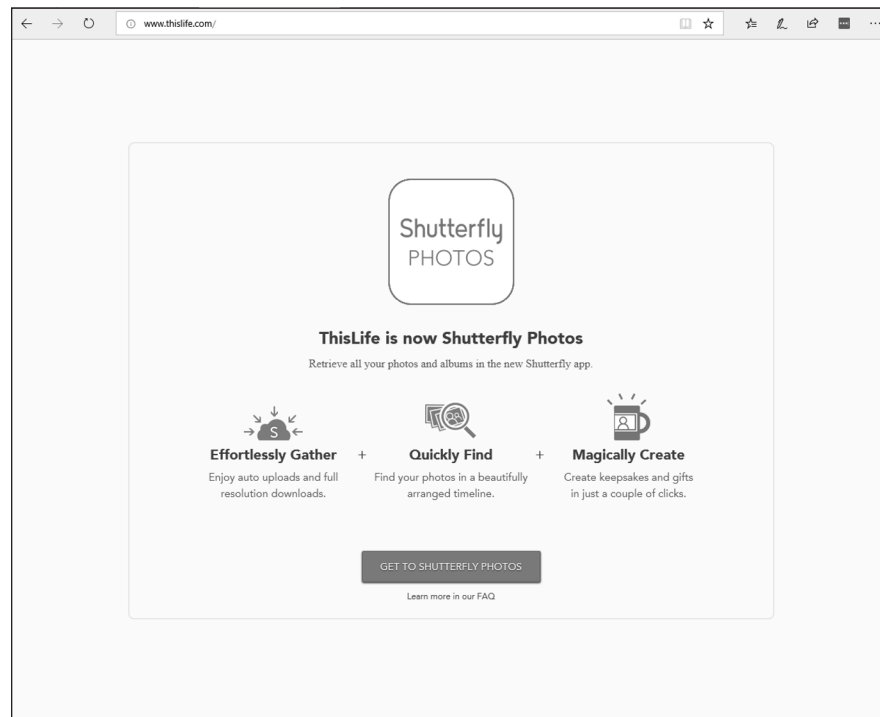 www.thislife.com/
Shutterfly
PHOTOS
ThisLife is now Shutterfly Photos
Retrieve all your photos and albums in the new Shutterfly app.
S
Effortlessly Gather + Quickly Find + Magically Create
Enjoy auto uploads and full
resolution downloads.
Find your photos in a beautifully
arranged timeline.
Create keepsakes and gifts
in just a couple of clicks.
GET TO SHUTTERFLY PHOTOS
Learn more in our FAQ